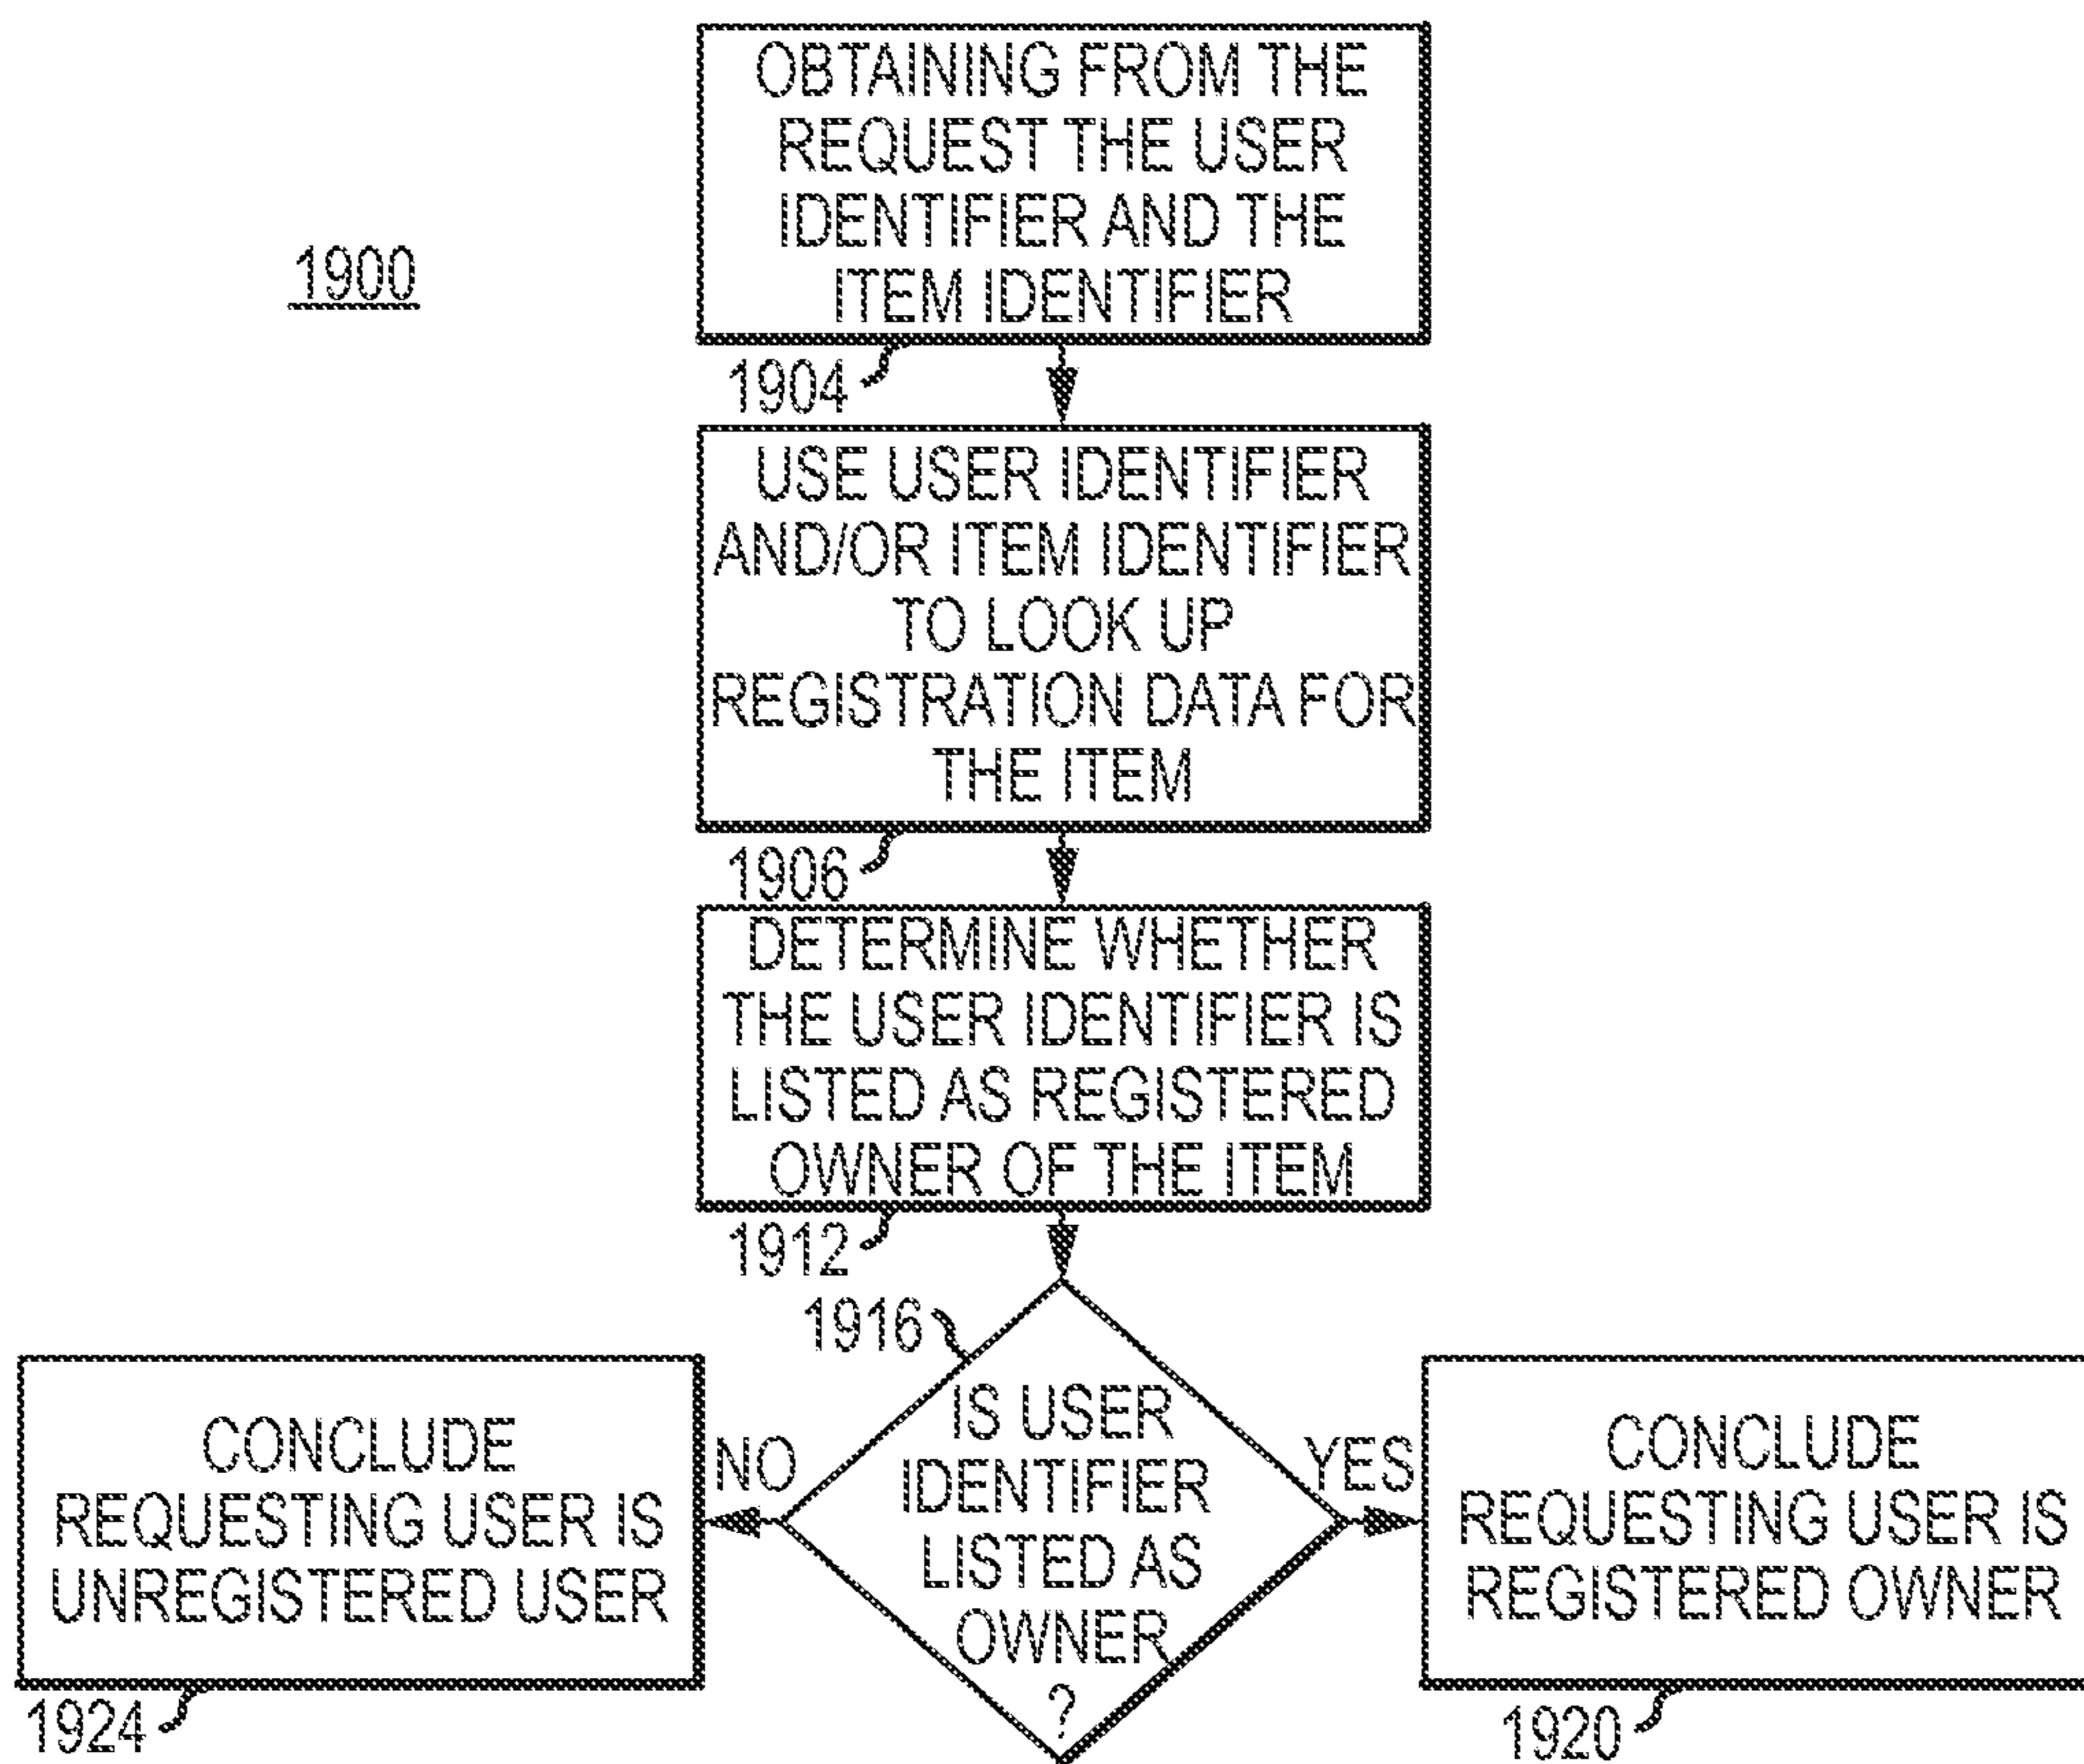 1900
OBTAINING FROM THE
REQUEST THE USER
IDENTIFIER AND THE
ITEM IDENTIFIER
1904
USE USER IDENTIFIER
AND/OR ITEM IDENTIFIER
TO LOOK UP
REGISTRATION DATA FOR
THE ITEM
1906
DETERMINE WHETHER
THE USER IDENTIFIER IS
LISTED AS REGISTERED
OWNER OF THE ITEM
1912
1916
IS USER
IDENTIFIER
LISTED AS
OWNER
?
NO
YES
CONCLUDE
REQUESTING USER IS
UNREGISTERED USER
1924
CONCLUDE
REQUESTING USER IS
REGISTERED OWNER
1920